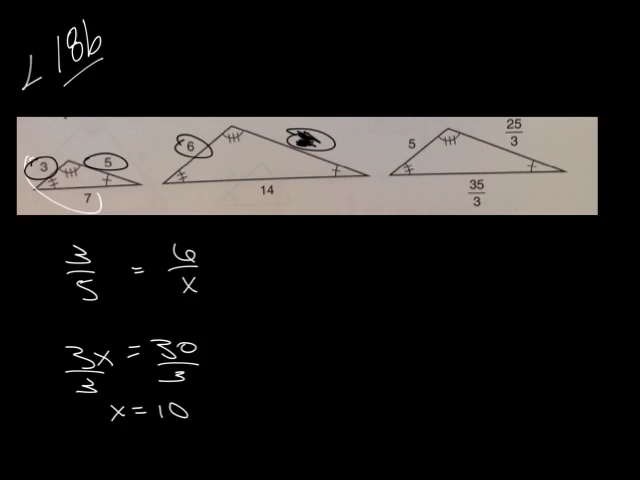 L 18b
3 5 7
6 14
5 25/3 35/3
3/5 = 6/x
3x/3 = 30/3
x = 10